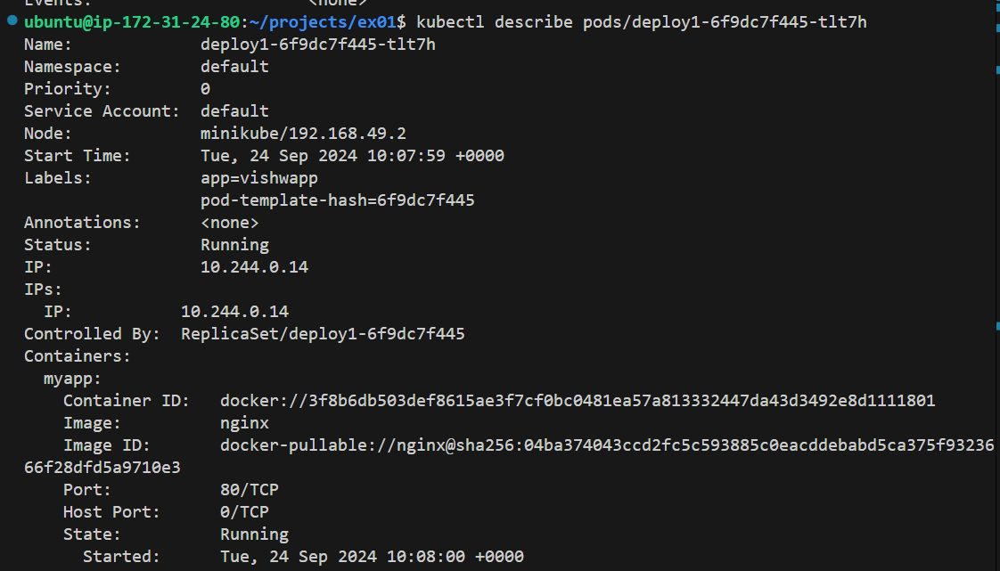 Events: <none>
ubuntu@ip-172-31-24-80:~/projects/ex01$ kubectl describe pods/deploy1-6f9dc7f445-tlt7h
Name: deploy1-6f9dc7f445-tlt7h
Namespace: default
Priority: 0
Service Account: default
Node: minikube/192.168.49.2
Start Time: Tue, 24 Sep 2024 10:07:59 +0000
Labels: app=vishwapp
pod-template-hash=6f9dc7f445
Annotations: <none>
Status: Running
IP: 10.244.0.14
IPs:
IP: 10.244.0.14
Controlled By: ReplicaSet/deploy1-6f9dc7f445
Containers:
myapp:
Container ID: docker://3f8b6db503def8615ae3f7cf0bc0481ea57a813332447da43d3492e8d1111801
Image: nginx
Image ID: docker-pullable://nginx@sha256:04ba374043ccd2fc5c593885c0eacddebabd5ca375f93236
66f28dfd5a9710e3
Port: 80/TCP
Host Port: 0/TCP
State: Running
Started: Tue, 24 Sep 2024 10:08:00 +0000